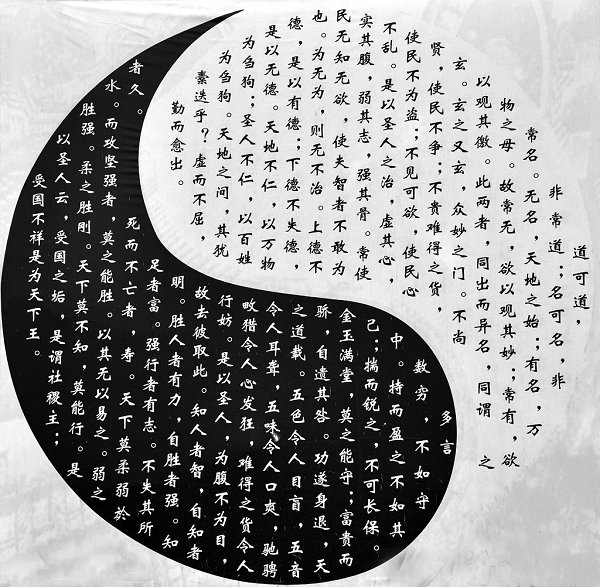 道可道，
非常道；名可名，非
常名。无名，天地之始；有名，万
物之母。故常无，欲以观其妙；常有，欲
以观其徼。此两者，同出而异名，同谓之
玄。玄之又玄，众妙之门。不尚
贤，使民不争；不贵难得之货，
使民不为盗；不见可欲，使民心
不乱。是以圣人之治，虚其心，
实其腹，弱其志，强其骨。常使
民无知无欲，使夫智者不敢为
也。为无为，则无不治。上德不
德，是以有德；下德不失德，
是以无德。天地不仁，以万物
为刍狗；圣人不仁，以百姓
为刍狗。天地之间，其犹
素选乎？虚而不屈，
勤而愈出。
多言
数穷，不如守
中。持而盈之不如其
己；揣而锐之，不可长保。
金玉满堂，莫之能守；富贵而
骄，自遗其咎。功遂身退，天
之道载。五色令人目盲，五音
令人耳聋，五味令人口爽，驰骋
畋猎令人心发狂，难得之货令人
行妨。是以圣人，为腹不为目，
故去彼取此。知人者智，自知者
明。胜人者有力，自胜者强。知
足者富。强行者有志。不失其所
者久。死而不亡者，寿。天下莫柔弱於
水。而攻坚强者，莫之能胜。以其无以易之。弱之
胜强。柔之胜刚。天下莫不知，莫能行。是
以圣人云，受国之垢，是谓社稷主；
受国不祥是为天下王。